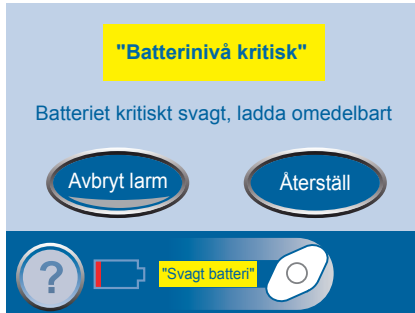 "Batterinivå kritisk"
Batteriet kritiskt svagt, ladda omedelbart
Avbryt larm
Återställ
?
"Svagt batteri"